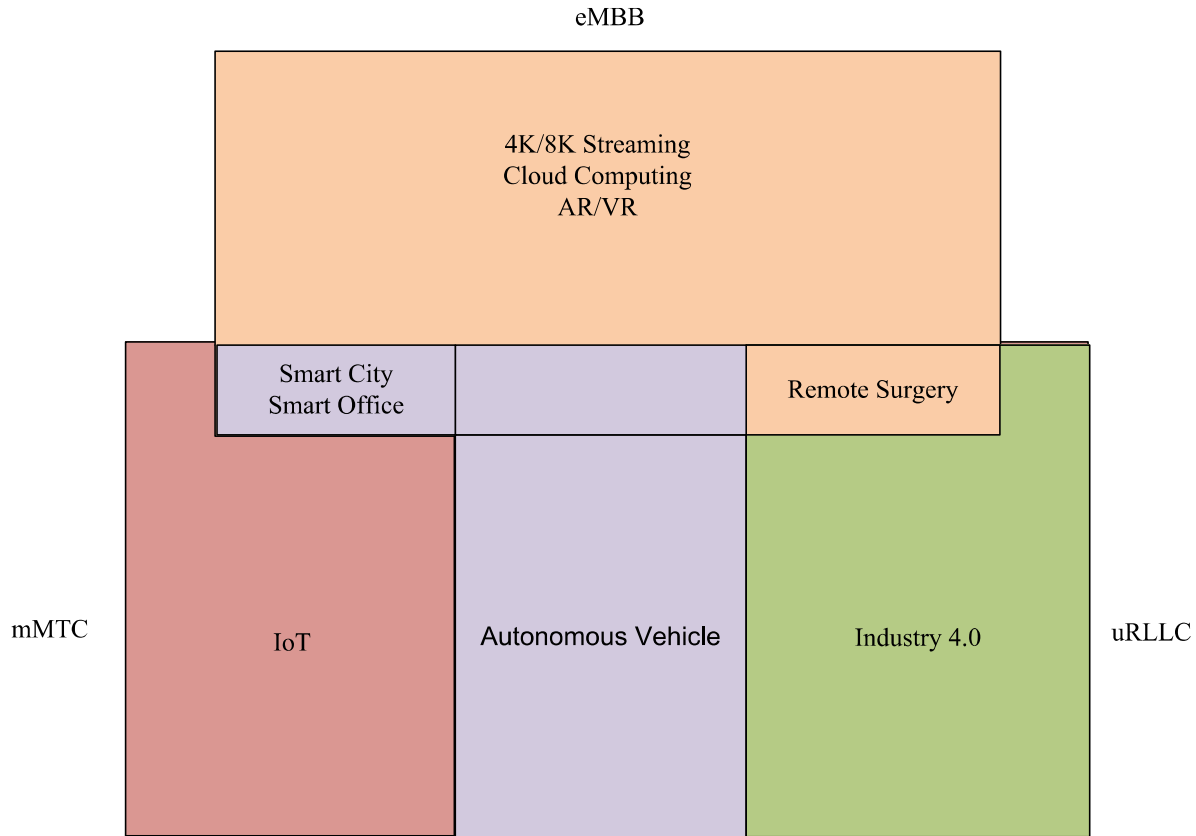 eMBB
4K/8K Streaming
Cloud Computing
AR/VR
Smart City
Smart Office
Remote Surgery
mMTC
IoT
Autonomous Vehicle
Industry 4.0
uRLLC